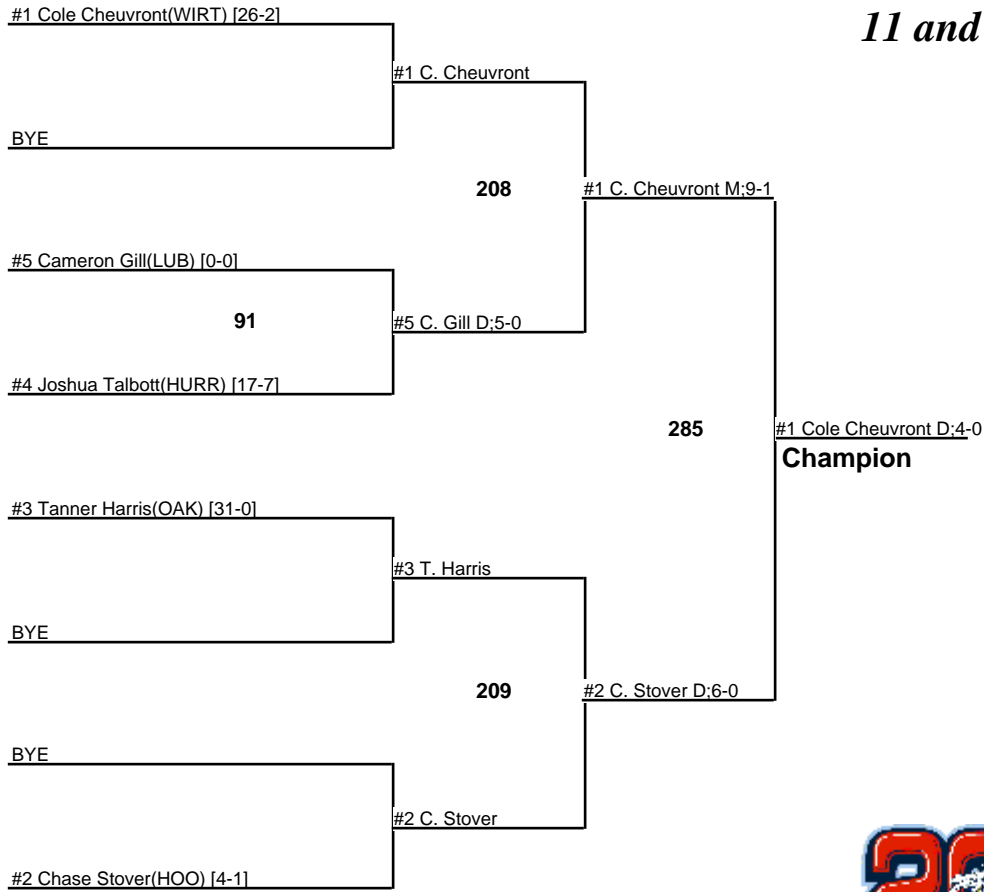 #1 Cole Cheuvront(WIRT) [26-2]
11 and
#1 C. Cheuvront
BYE
208
#1 C. Cheuvront M;9-1
#5 Cameron Gill(LUB) [0-0]
91
#5 C. Gill D;5-0
#4 Joshua Talbott(HURR) [17-7]
285
#1 Cole Cheuvront D;4-0
Champion
#3 Tanner Harris(OAK) [31-0]
#3 T. Harris
BYE
209
#2 C. Stover D;6-0
BYE
#2 C. Stover
#2 Chase Stover(HOO) [4-1]